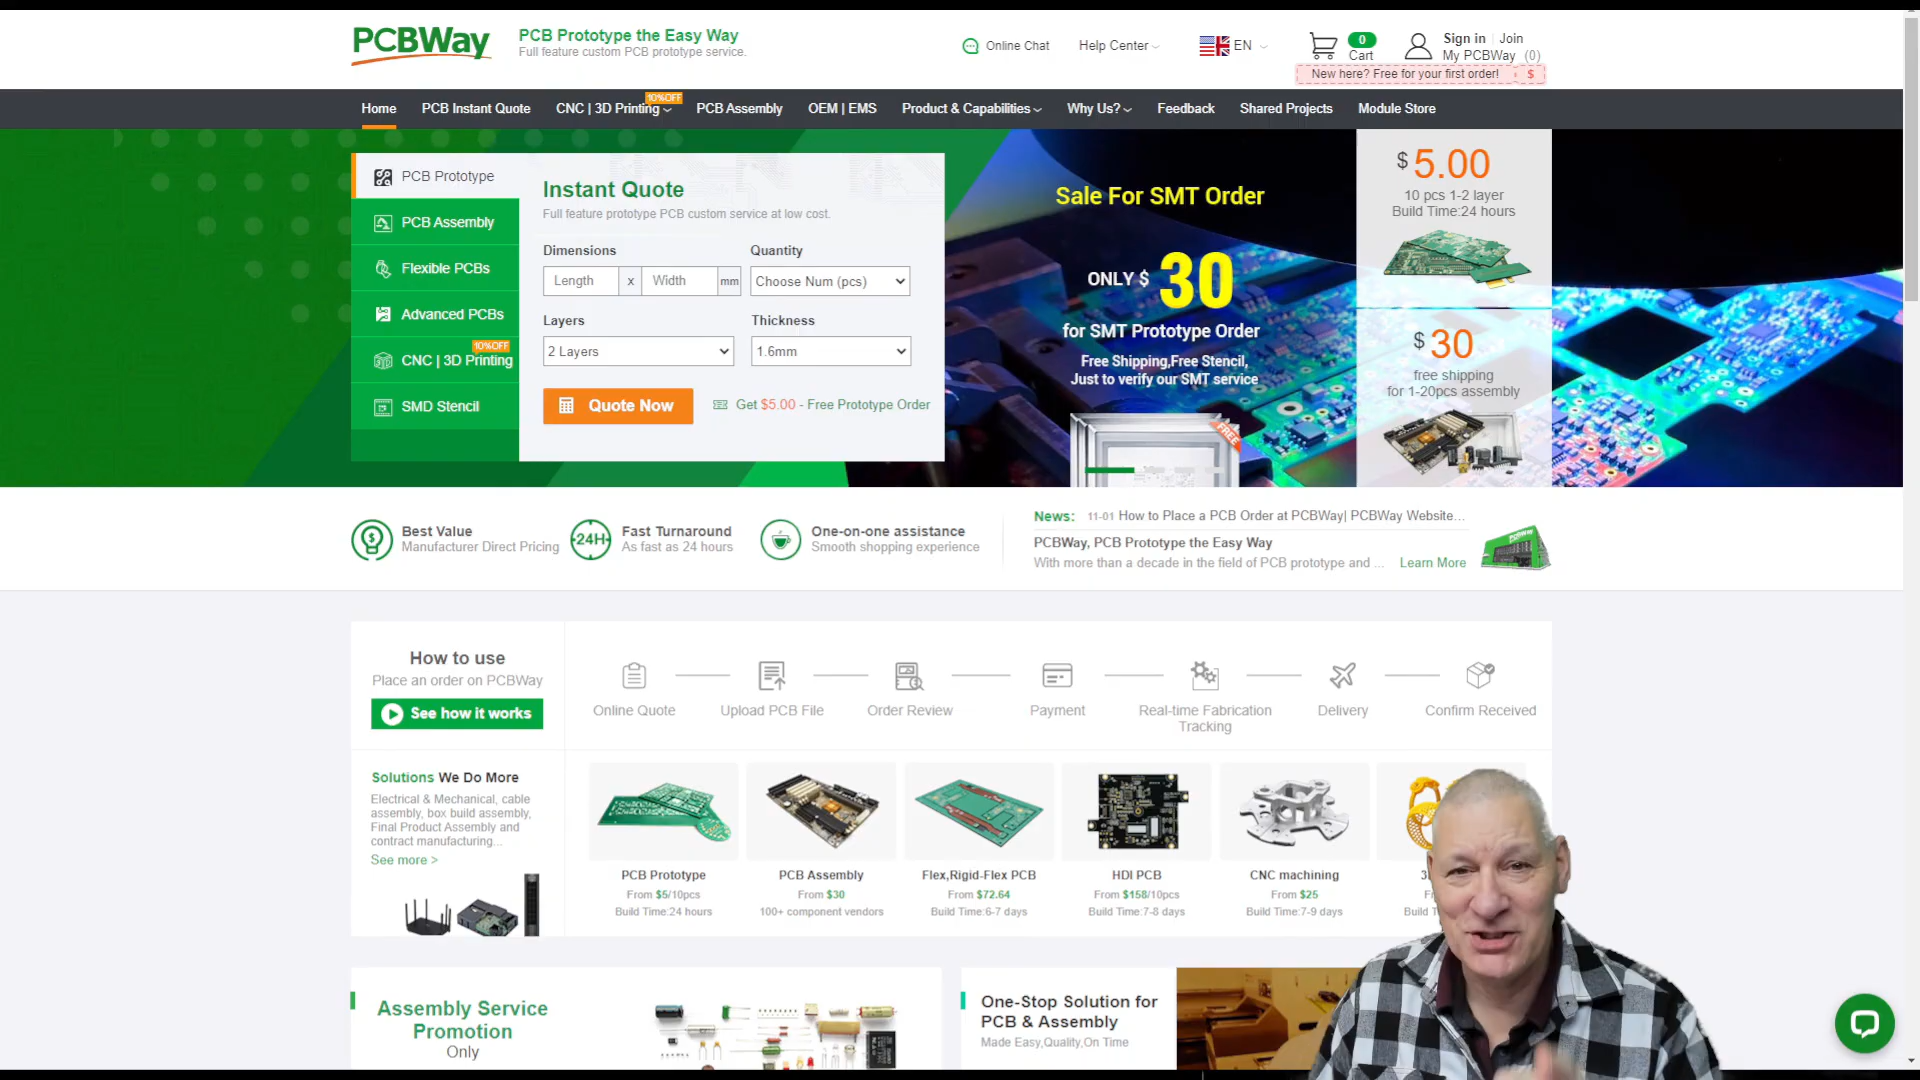 PCBWay
PCB Prototype the Easy Way
Full feature custom PCB prototype service.
Online Chat
Help Center
EN
0
Cart
Sign in
Join
My PCBWay (0)
New here? Free for your first order!
$
Home
PCB Instant Quote
CNC | 3D Printing
10%OFF
PCB Assembly
OEM | EMS
Product & Capabilities
Why Us?
Feedback
Shared Projects
Module Store
PCB Prototype
PCB Assembly
Flexible PCBs
Advanced PCBs
10%OFF
CNC | 3D Printing
SMD Stencil
Instant Quote
Full feature prototype PCB custom service at low cost.
Dimensions
Quantity
Length x Width mm
Choose Num (pcs)
Layers
Thickness
2 Layers
1.6mm
Quote Now
Get $5.00 - Free Prototype Order
Sale For SMT Order
ONLY $ 30
for SMT Prototype Order
Free Shipping,Free Stencil,
Just to verify our SMT service
FREE
$ 5.00
10 pcs 1-2 layer
Build Time:24 hours
$ 30
free shipping
for 1-20pcs assembly
Best Value
Manufacturer Direct Pricing
24H
Fast Turnaround
As fast as 24 hours
One-on-one assistance
Smooth shopping experience
News: 11-01 How to Place a PCB Order at PCBWay| PCBWay Website...
PCBWay, PCB Prototype the Easy Way
With more than a decade in the field of PCB prototype and ... Learn More
How to use
Place an order on PCBWay
See how it works
Online Quote
Upload PCB File
Order Review
Payment
Real-time Fabrication
Tracking
Delivery
Confirm Received
Solutions We Do More
Electrical & Mechanical, cable
assembly, box build assembly,
Final Product Assembly and
contract manufacturing...
See more >
PCB Prototype
From $5/10pcs
Build Time:24 hours
PCB Assembly
From $30
100+ component vendors
Flex,Rigid-Flex PCB
From $72.64
Build Time:6-7 days
HDI PCB
From $158/10pcs
Build Time:7-8 days
CNC machining
From $25
Build Time:7-9 days
Build
Assembly Service
Promotion
Only
One-Stop Solution for
PCB & Assembly
Made Easy,Quality,On Time